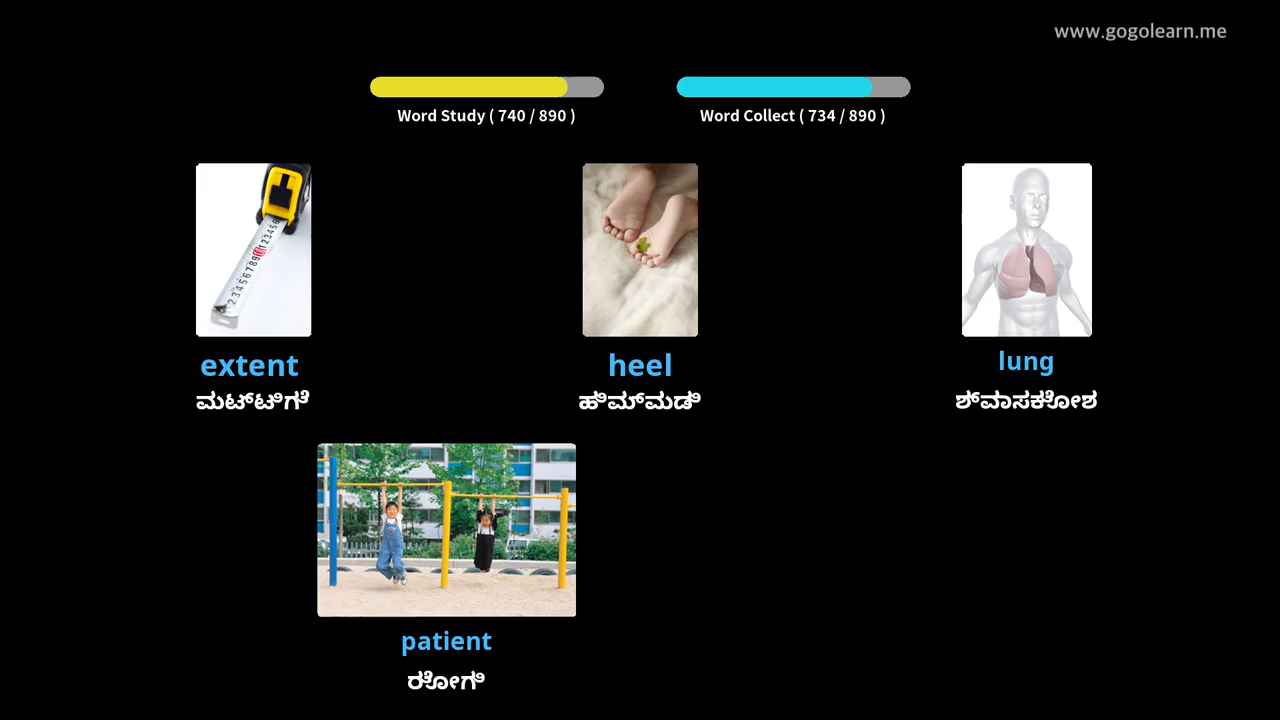 www.gogolearn.me
Word Study ( 740 / 890 )
Word Collect ( 734 / 890 )
extent
ಮಟ್ಟಿಗೆ
heel
ಹಿಮ್ಮಡಿ
lung
ಶ್ವಾಸಕೋಶ
patient
ರೋಗಿ